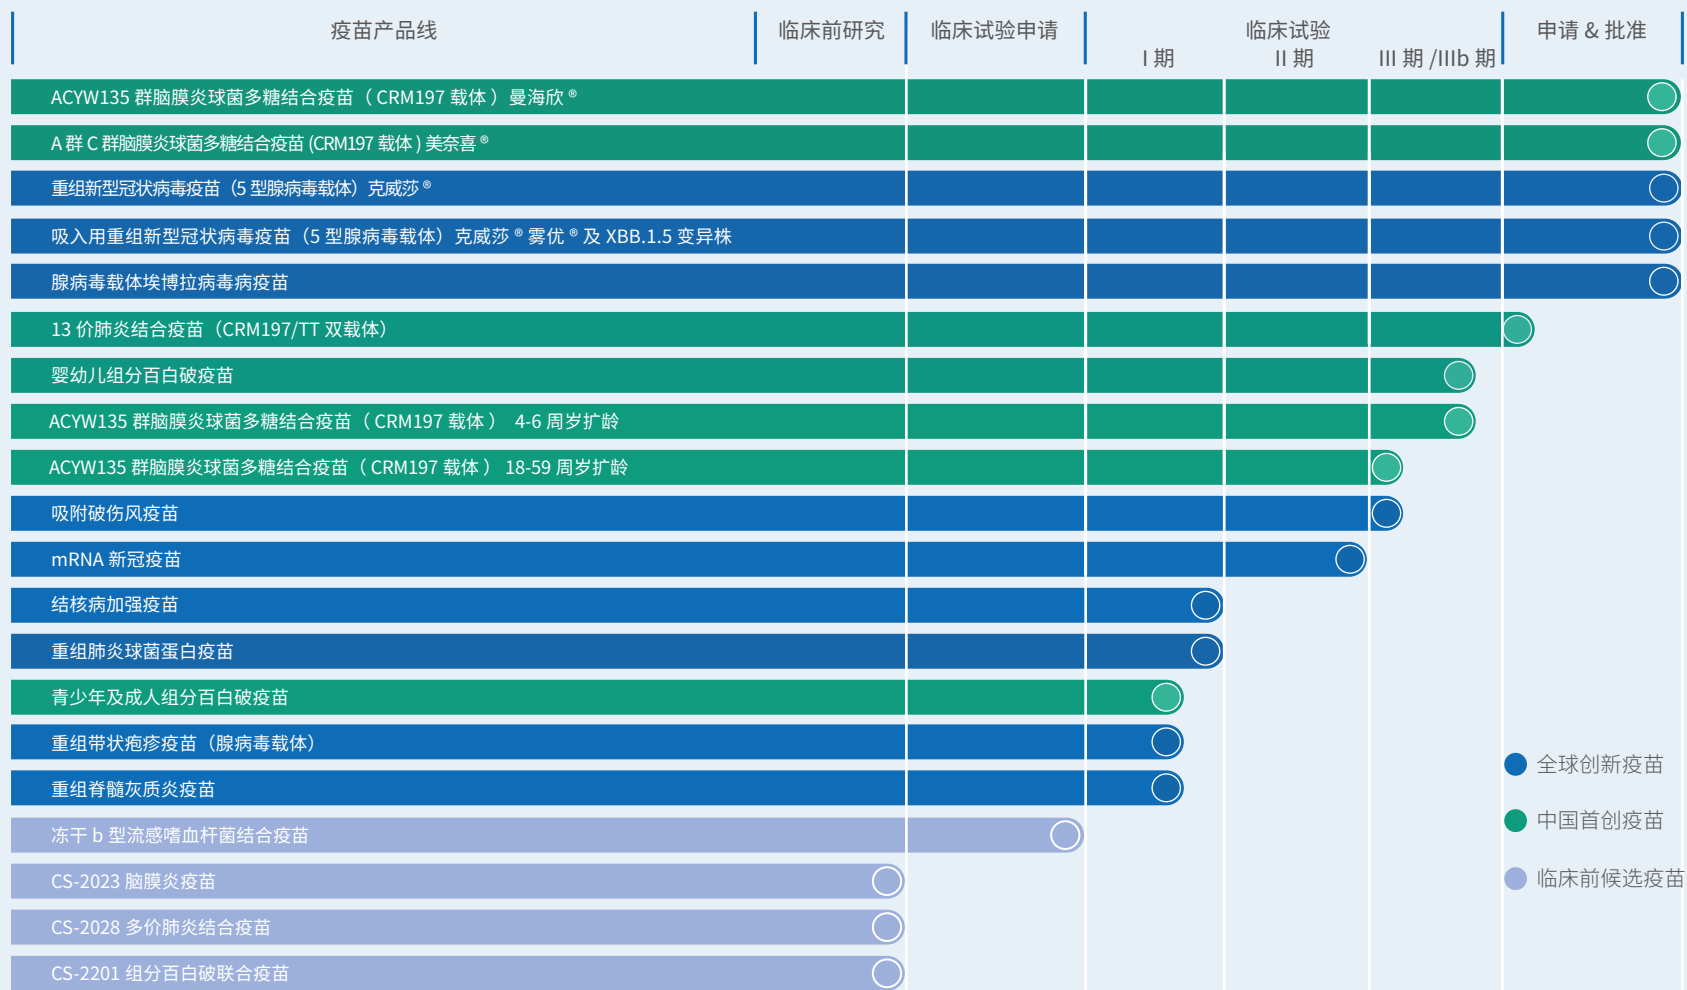 疫苗产品线
临床前研究
临床试验申请
临床试验
申请 & 批准
I 期
II 期
III 期 /IIIb 期
ACYW135 群脑膜炎球菌多糖结合疫苗（ CRM197 载体 ）曼海欣 ®
A 群 C 群脑膜炎球菌多糖结合疫苗 (CRM197 载体 ) 美奈喜 ®
重组新型冠状病毒疫苗（5 型腺病毒载体）克威莎 ®
吸入用重组新型冠状病毒疫苗（5 型腺病毒载体）克威莎 ® 雾优 ® 及 XBB.1.5 变异株
腺病毒载体埃博拉病毒病疫苗
13 价肺炎结合疫苗（CRM197/TT 双载体）
婴幼儿组分百白破疫苗
ACYW135 群脑膜炎球菌多糖结合疫苗（ CRM197 载体 ） 4-6 周岁扩龄
ACYW135 群脑膜炎球菌多糖结合疫苗（ CRM197 载体 ） 18-59 周岁扩龄
吸附破伤风疫苗
mRNA 新冠疫苗
结核病加强疫苗
重组肺炎球菌蛋白疫苗
青少年及成人组分百白破疫苗
重组带状疱疹疫苗（腺病毒载体）
重组脊髓灰质炎疫苗
冻干 b 型流感嗜血杆菌结合疫苗
CS-2023 脑膜炎疫苗
CS-2028 多价肺炎结合疫苗
CS-2201 组分百白破联合疫苗
全球创新疫苗
中国首创疫苗
临床前候选疫苗